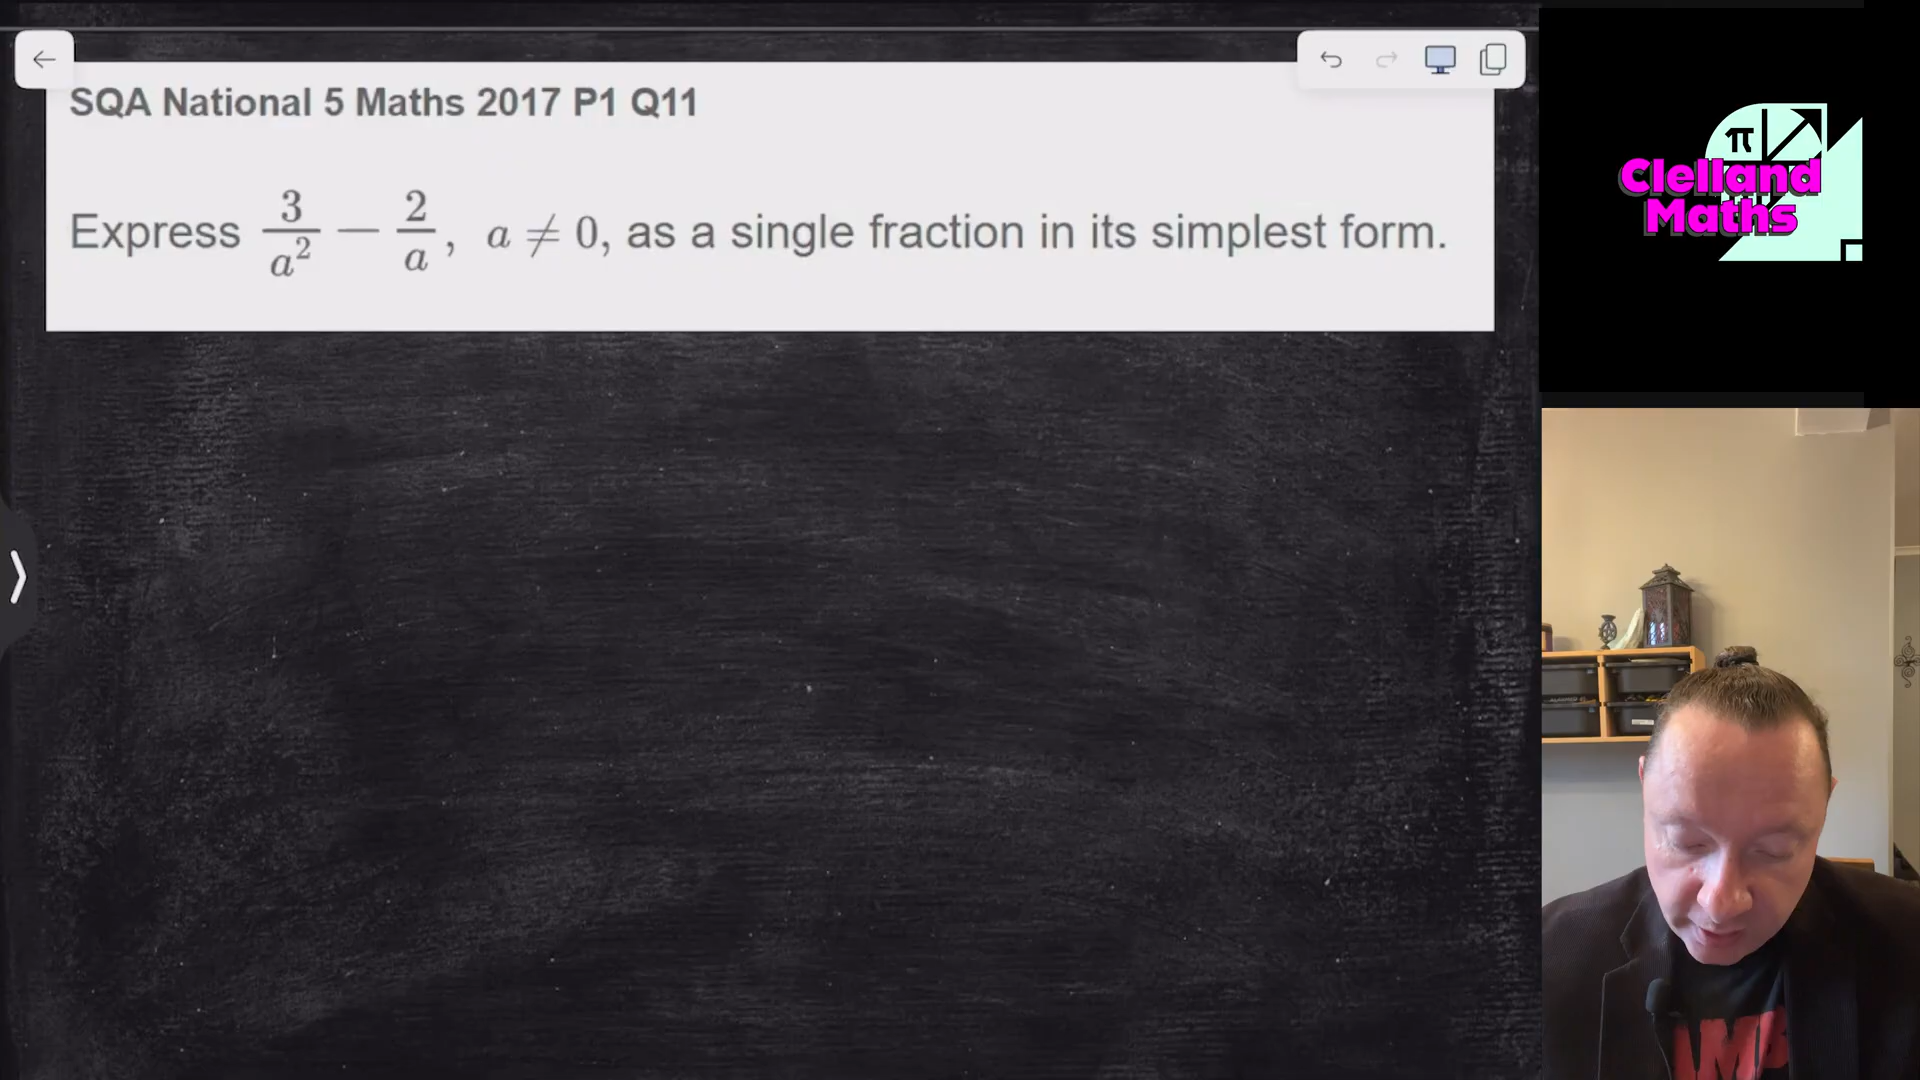 SQA National 5 Maths 2017 P1 Q11
Express 3/a² − 2/a, a ≠ 0, as a single fraction in its simplest form.
π
Clelland
Maths